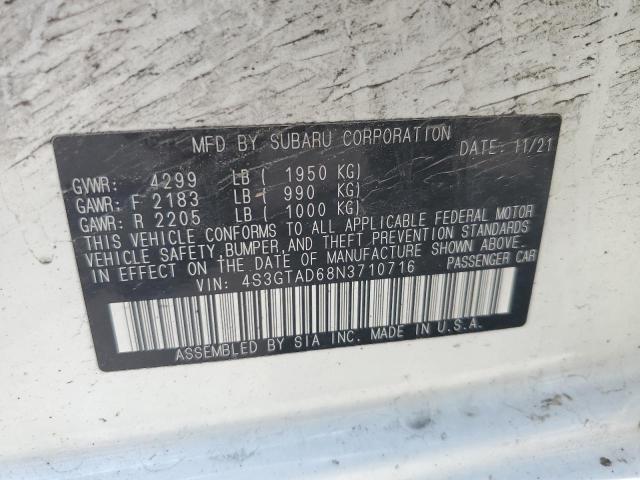 MFD BY SUBARU CORPORATION DATE: 11/21
GVWR: 4299 LB ( 1950 KG)
GAWR: F 2183 LB ( 990 KG)
GAWR: R 2205 LB ( 1000 KG)
THIS VEHICLE CONFORMS TO ALL APPLICABLE FEDERAL MOTOR
VEHICLE SAFETY, BUMPER, AND THEFT PREVENTION STANDARDS
IN EFFECT ON THE DATE OF MANUFACTURE SHOWN ABOVE.
VIN: 4S3GTAD68N3710716 PASSENGER CAR
ASSEMBLED BY SIA INC. MADE IN U.S.A.